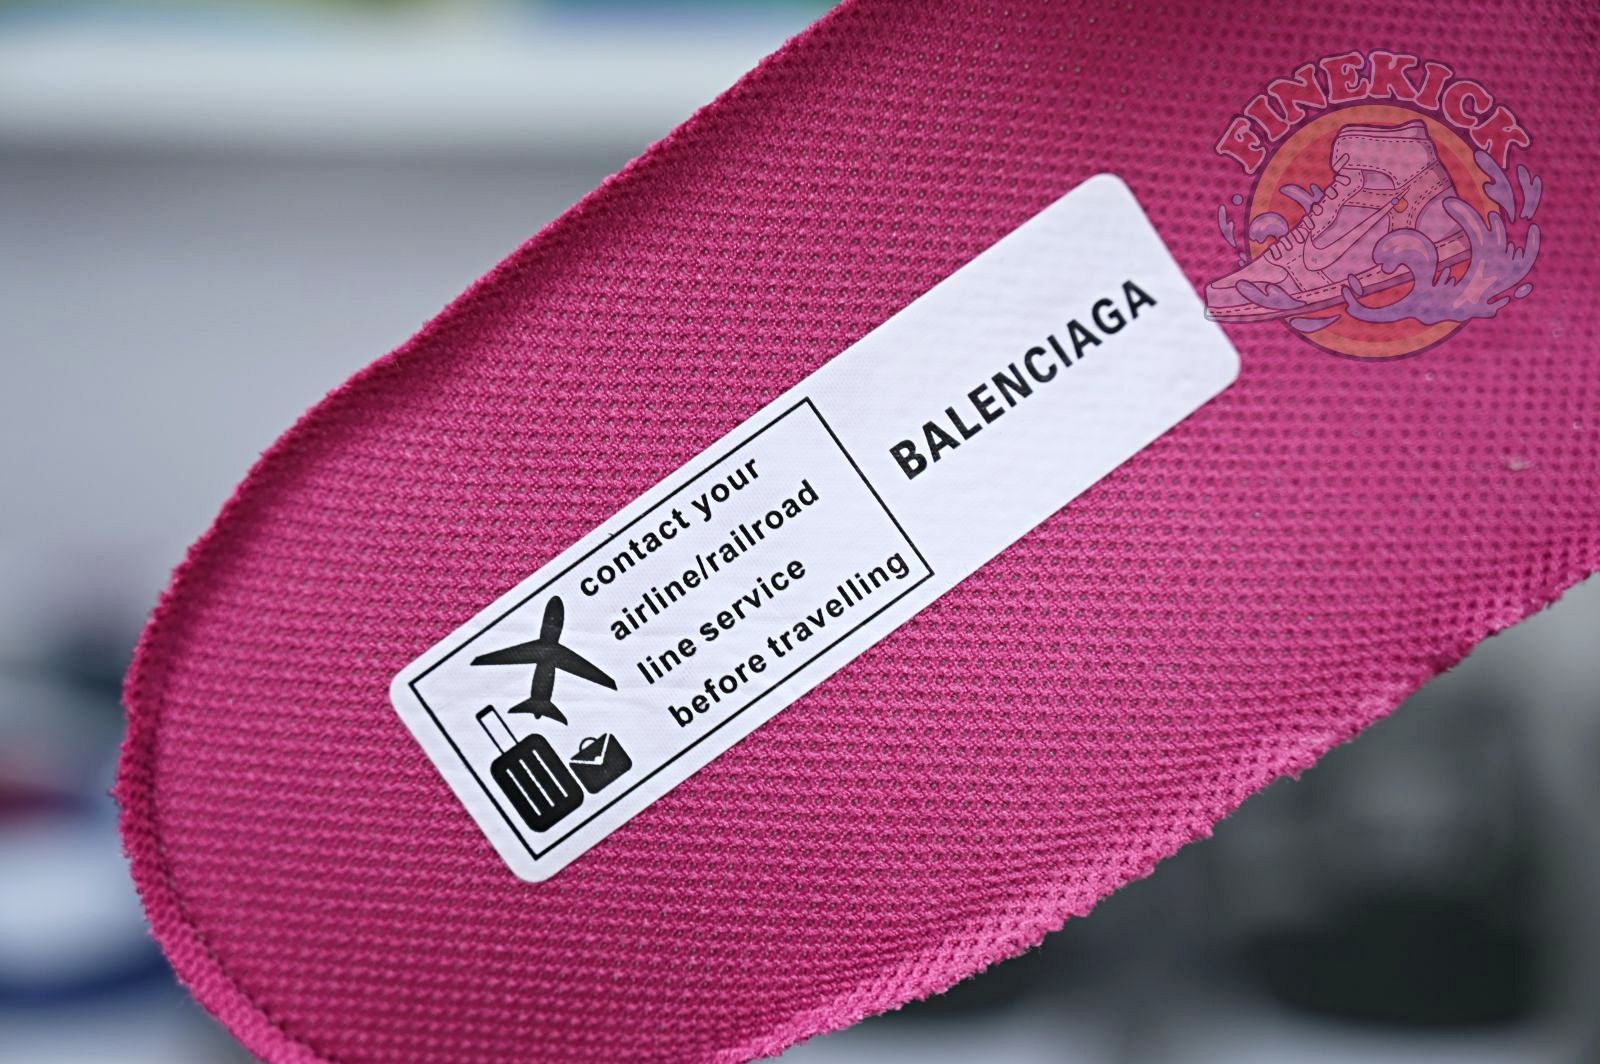 FINEKICK
BALENCIAGA
contact your
airline/railroad
line service
before travelling